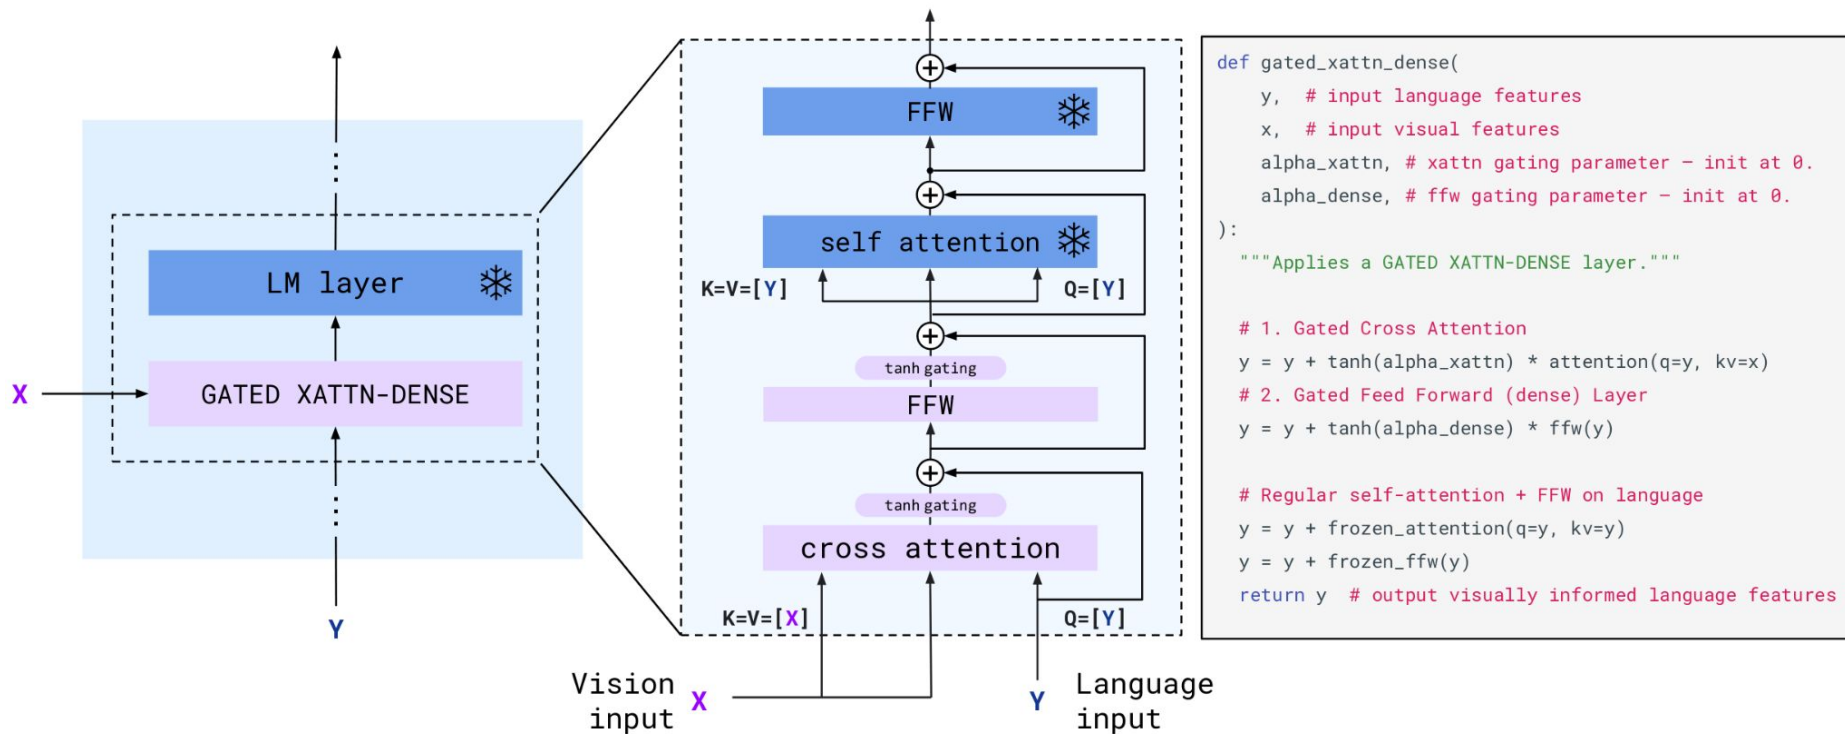 LM layer
X
GATED XATTN-DENSE
Y
FFW
self attention
K=V=[Y]
Q=[Y]
tanh gating
FFW
tanh gating
cross attention
K=V=[X]
Q=[Y]
Vision
input
X
Y
Language
input
def gated_xattn_dense(
y,  # input language features
x,  # input visual features
alpha_xattn, # xattn gating parameter – init at 0.
alpha_dense, # ffw gating parameter – init at 0.
):
"""Applies a GATED XATTN-DENSE layer."""
# 1. Gated Cross Attention
y = y + tanh(alpha_xattn) * attention(q=y, kv=x)
# 2. Gated Feed Forward (dense) Layer
y = y + tanh(alpha_dense) * ffw(y)
# Regular self-attention + FFW on language
y = y + frozen_attention(q=y, kv=y)
y = y + frozen_ffw(y)
return y  # output visually informed language features